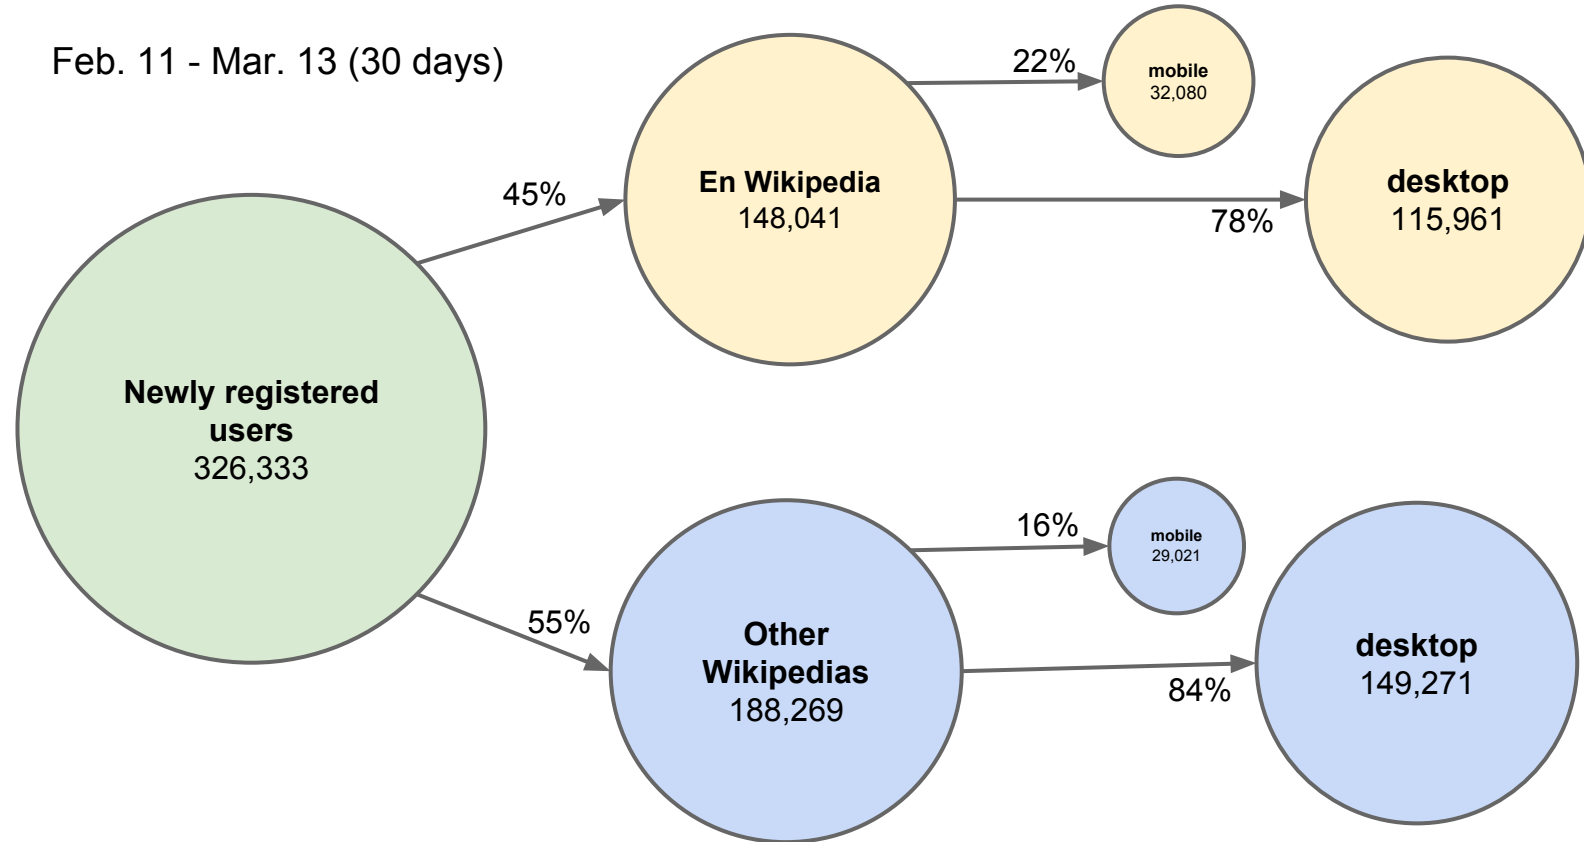 Feb. 11 - Mar. 13 (30 days)
Newly registered
users
326,333
45%
En Wikipedia
148,041
22%
mobile
32,080
78%
desktop
115,961
55%
Other
Wikipedias
188,269
16%
mobile
29,021
84%
desktop
149,271